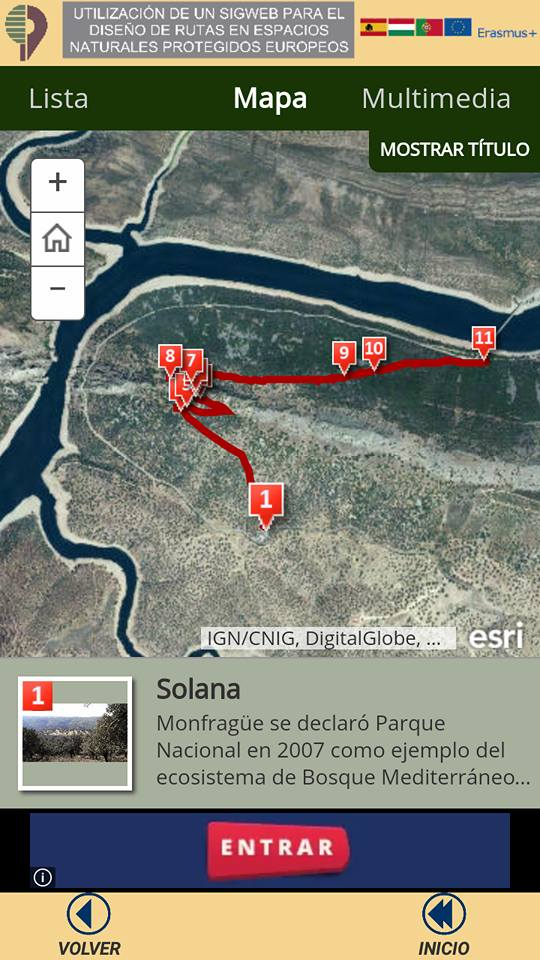 UTILIZACIÓN DE UN SIGWEB PARA EL
DISEÑO DE RUTAS EN ESPACIOS
NATURALES PROTEGIDOS EUROPEOS
Erasmus+
Lista Mapa Multimedia
MOSTRAR TÍTULO
+
−
11
10
9
8
7
5
1
IGN/CNIG, DigitalGlobe, ...
esri
1
Solana
Monfragüe se declaró Parque
Nacional en 2007 como ejemplo del
ecosistema de Bosque Mediterráneo...
ENTRAR
VOLVER INICIO